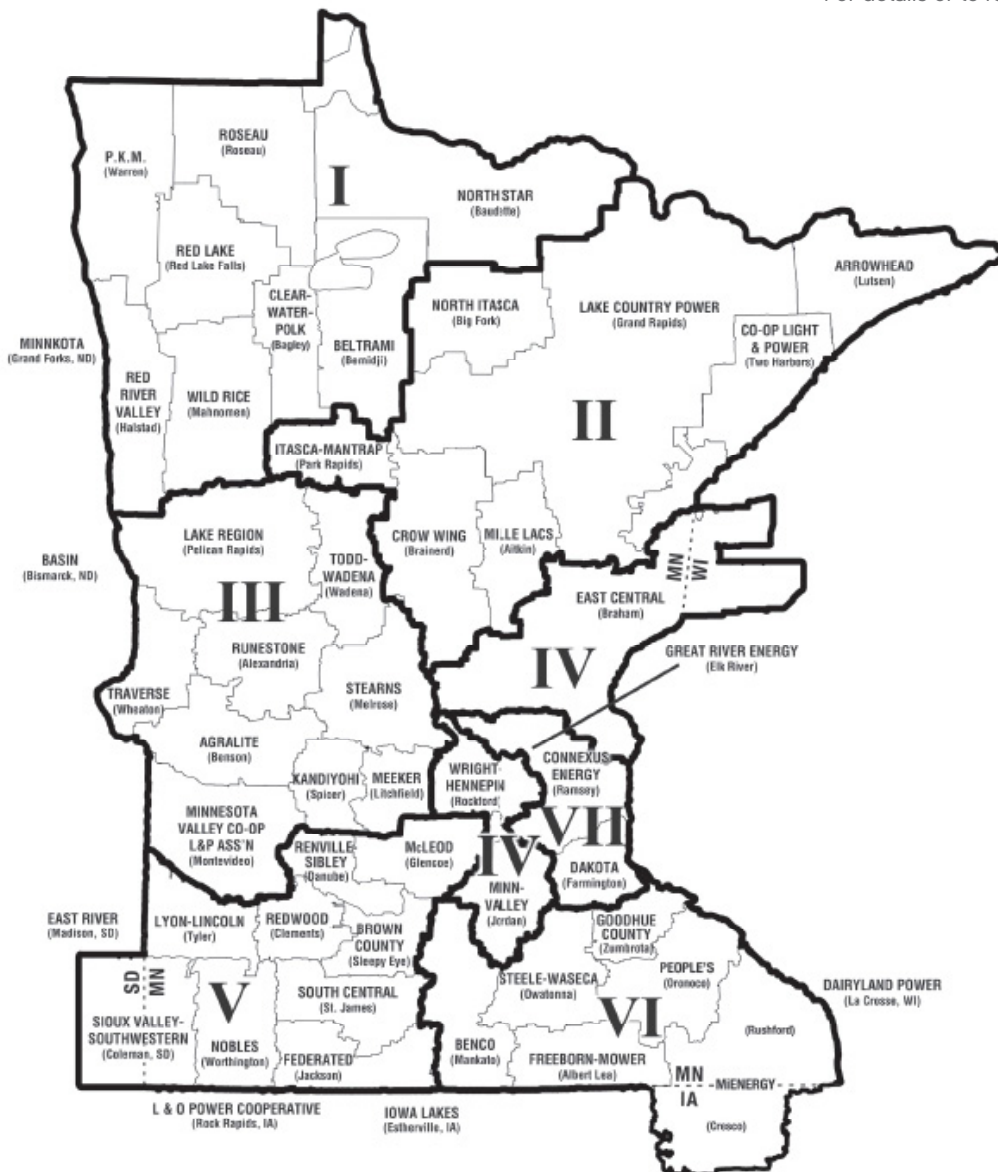 ROSEAU
(Roseau)
P.K.M.
(Warren)
I
NORTH STAR
(Baudette)
RED LAKE
(Red Lake Falls)
ARROWHEAD
(Lutsen)
CLEAR-
WATER-
POLK
(Bagley)
NORTH ITASCA
(Big Fork)
LAKE COUNTRY POWER
(Grand Rapids)
CO-OP LIGHT
& POWER
(Two Harbors)
MINNKOTA
(Grand Forks, ND)
BELTRAMI
(Bemidji)
RED
RIVER
VALLEY
(Halstad)
WILD RICE
(Mahnomen)
II
ITASCA-MANTRAP
(Park Rapids)
LAKE REGION
(Pelican Rapids)
CROW WING
(Brainerd)
MILLE LACS
(Aitkin)
BASIN
(Bismarck, ND)
TODD-
WADENA
(Wadena)
MN
WI
III
EAST CENTRAL
(Braham)
RUNESTONE
(Alexandria)
IV
GREAT RIVER ENERGY
(Elk River)
TRAVERSE
(Wheaton)
STEARNS
(Melrose)
AGRALITE
(Benson)
CONNEXUS
ENERGY
(Ramsey)
WRIGHT-
HENNEPIN
(Rockford)
KANDIYOHI
(Spicer)
MEEKER
(Litchfield)
MINNESOTA
VALLEY CO-OP
L&P ASS'N
(Montevideo)
VII
RENVILLE-
SIBLEY
(Danube)
McLEOD
(Glencoe)
IV
DAKOTA
(Farmington)
MINN-
VALLEY
(Jordan)
EAST RIVER
(Madison, SD)
LYON-LINCOLN
(Tyler)
REDWOOD
(Clements)
BROWN
COUNTY
(Sleepy Eye)
GOODHUE
COUNTY
(Zumbrota)
SD
MN
STEELE-WASECA
(Owatonna)
PEOPLE'S
(Oronoco)
DAIRYLAND POWER
(La Crosse, WI)
V
SOUTH CENTRAL
(St. James)
VI
(Rushford)
SIOUX VALLEY-
SOUTHWESTERN
(Coleman, SD)
NOBLES
(Worthington)
FEDERATED
(Jackson)
BENCO
(Mankato)
FREEBORN-MOWER
(Albert Lea)
MN
MiENERGY
IA
L & O POWER COOPERATIVE
(Rock Rapids, IA)
IOWA LAKES
(Estherville, IA)
(Cresco)